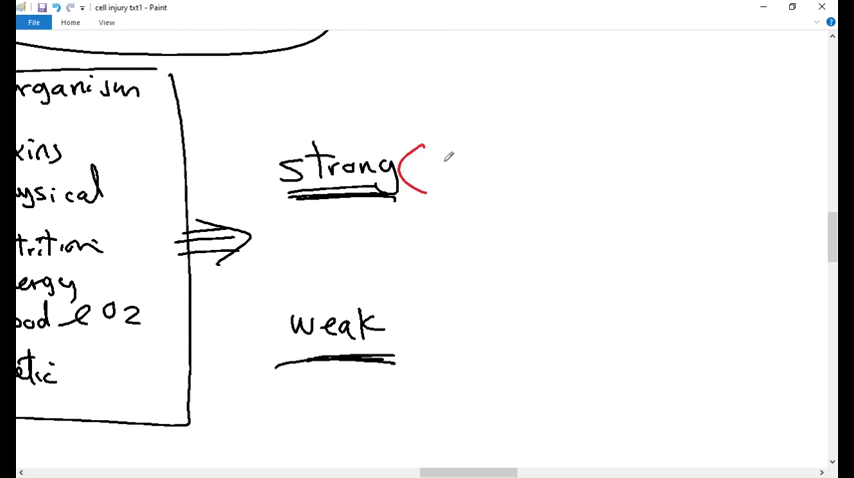 cell injury txt1 - Paint
File Home View
rganism
xins
ysical
trition
ergy
ood & O2
etic
strong(
weak